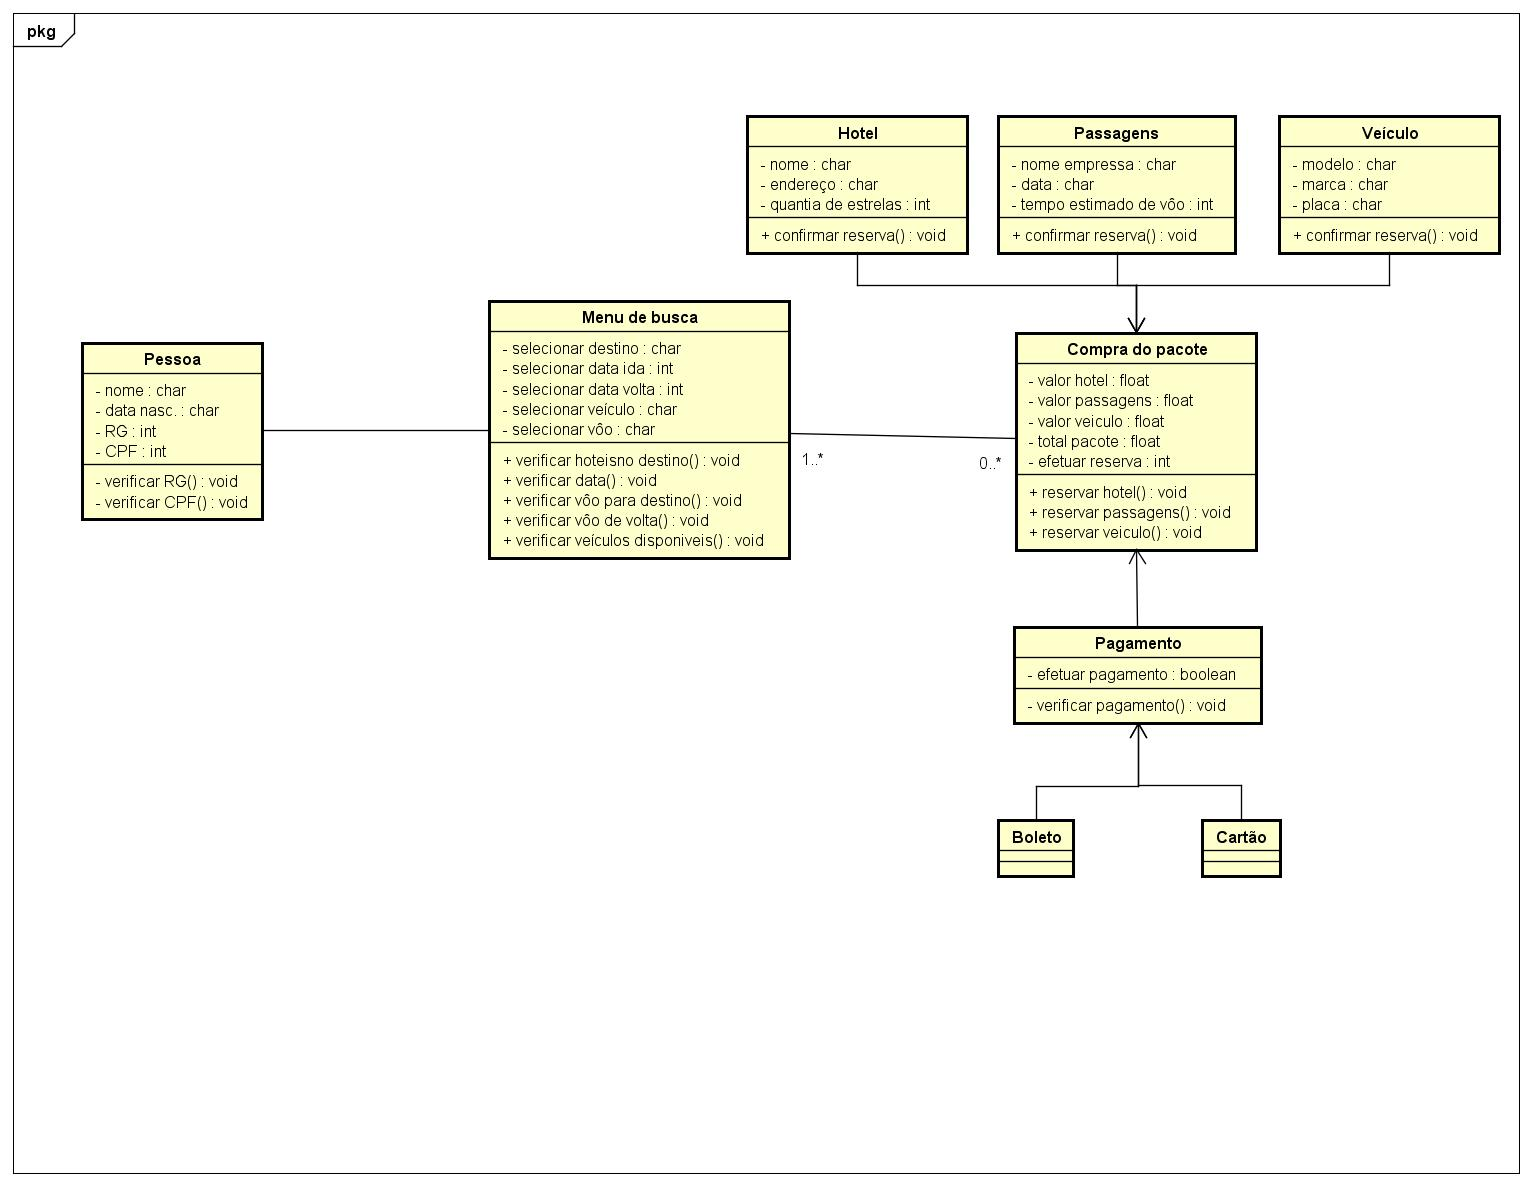 pkg
Hotel
- nome : char
- endereço : char
- quantia de estrelas : int
+ confirmar reserva() : void
Passagens
- nome empressa : char
- data : char
- tempo estimado de vôo : int
+ confirmar reserva() : void
Veículo
- modelo : char
- marca : char
- placa : char
+ confirmar reserva() : void
Pessoa
- nome : char
- data nasc. : char
- RG : int
- CPF : int
- verificar RG() : void
- verificar CPF() : void
Menu de busca
- selecionar destino : char
- selecionar data ida : int
- selecionar data volta : int
- selecionar veículo : char
- selecionar vôo : char
+ verificar hoteisno destino() : void
+ verificar data() : void
+ verificar vôo para destino() : void
+ verificar vôo de volta() : void
+ verificar veículos disponiveis() : void
1..*
0..*
Compra do pacote
- valor hotel : float
- valor passagens : float
- valor veiculo : float
- total pacote : float
- efetuar reserva : int
+ reservar hotel() : void
+ reservar passagens() : void
+ reservar veiculo() : void
Pagamento
- efetuar pagamento : boolean
- verificar pagamento() : void
Boleto
Cartão